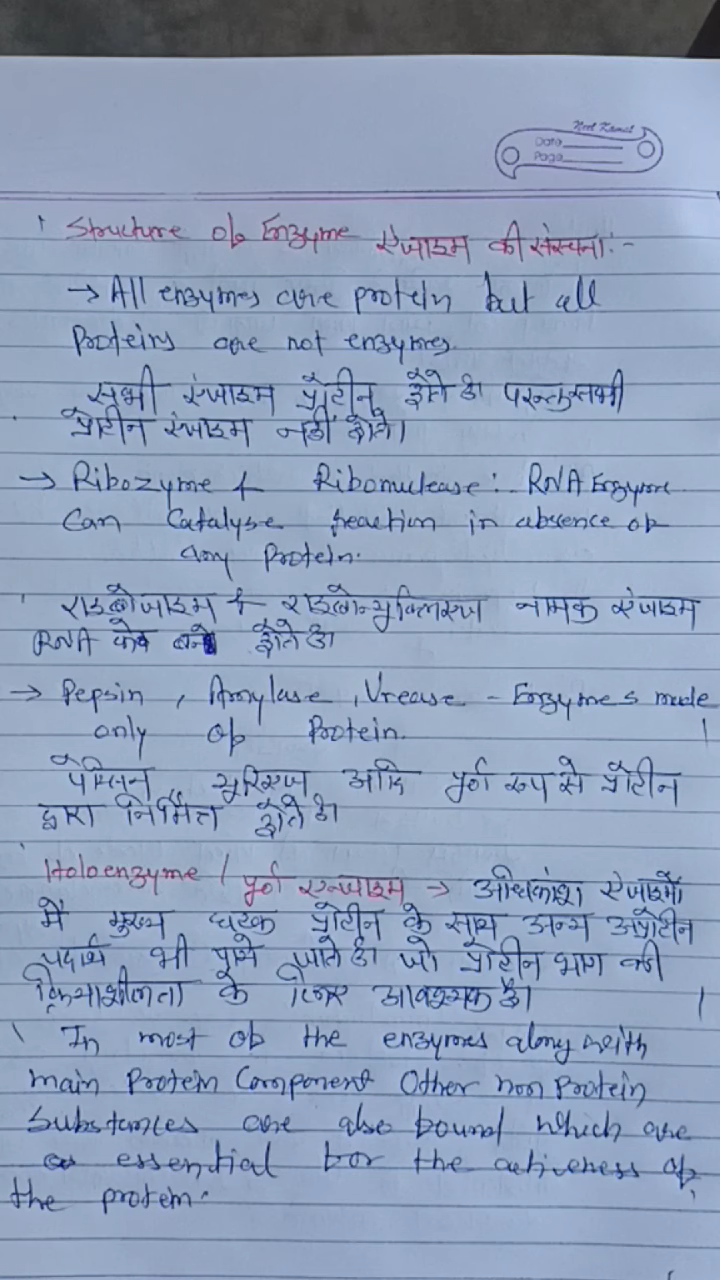 Neel Kamal
Date
Page
Structure of Enzyme एंजाइम की संरचना:-
→ All enzymes are protein but all
Proteins are not enzymes.
सभी एंजाइम प्रोटीन होते है। परन्तु सभी
प्रोटीन एंजाइम नही होते।
→ Ribozyme & Ribonuclease:- RNA Enzyme
Can Catalyse reaction in absence of
any Protein.
राइबोजाइम & राइबोन्युक्लिएज नामक एंजाइम
RNA के बने होते है।
→ Pepsin, Amylase, Urease - Enzymes made
only of Protein.
पेप्सिन यूरिएज आदि पूर्ण रूप से प्रोटीन
द्वारा निर्मित होते है।
Holoenzyme / पूर्ण एन्जाइम → अधिकांश एंजाइमों
मे मुख्य घटक प्रोटीन के साथ अन्य अप्रोटीन
पदार्थ भी पाये जाते है। जो प्रोटीन भाग की
क्रियाशीलता के लिए आवश्यक है।
In most of the enzymes along with
main Protein Component Other non protein
Substances are also bound which are
essential for the activeness of
the protein.